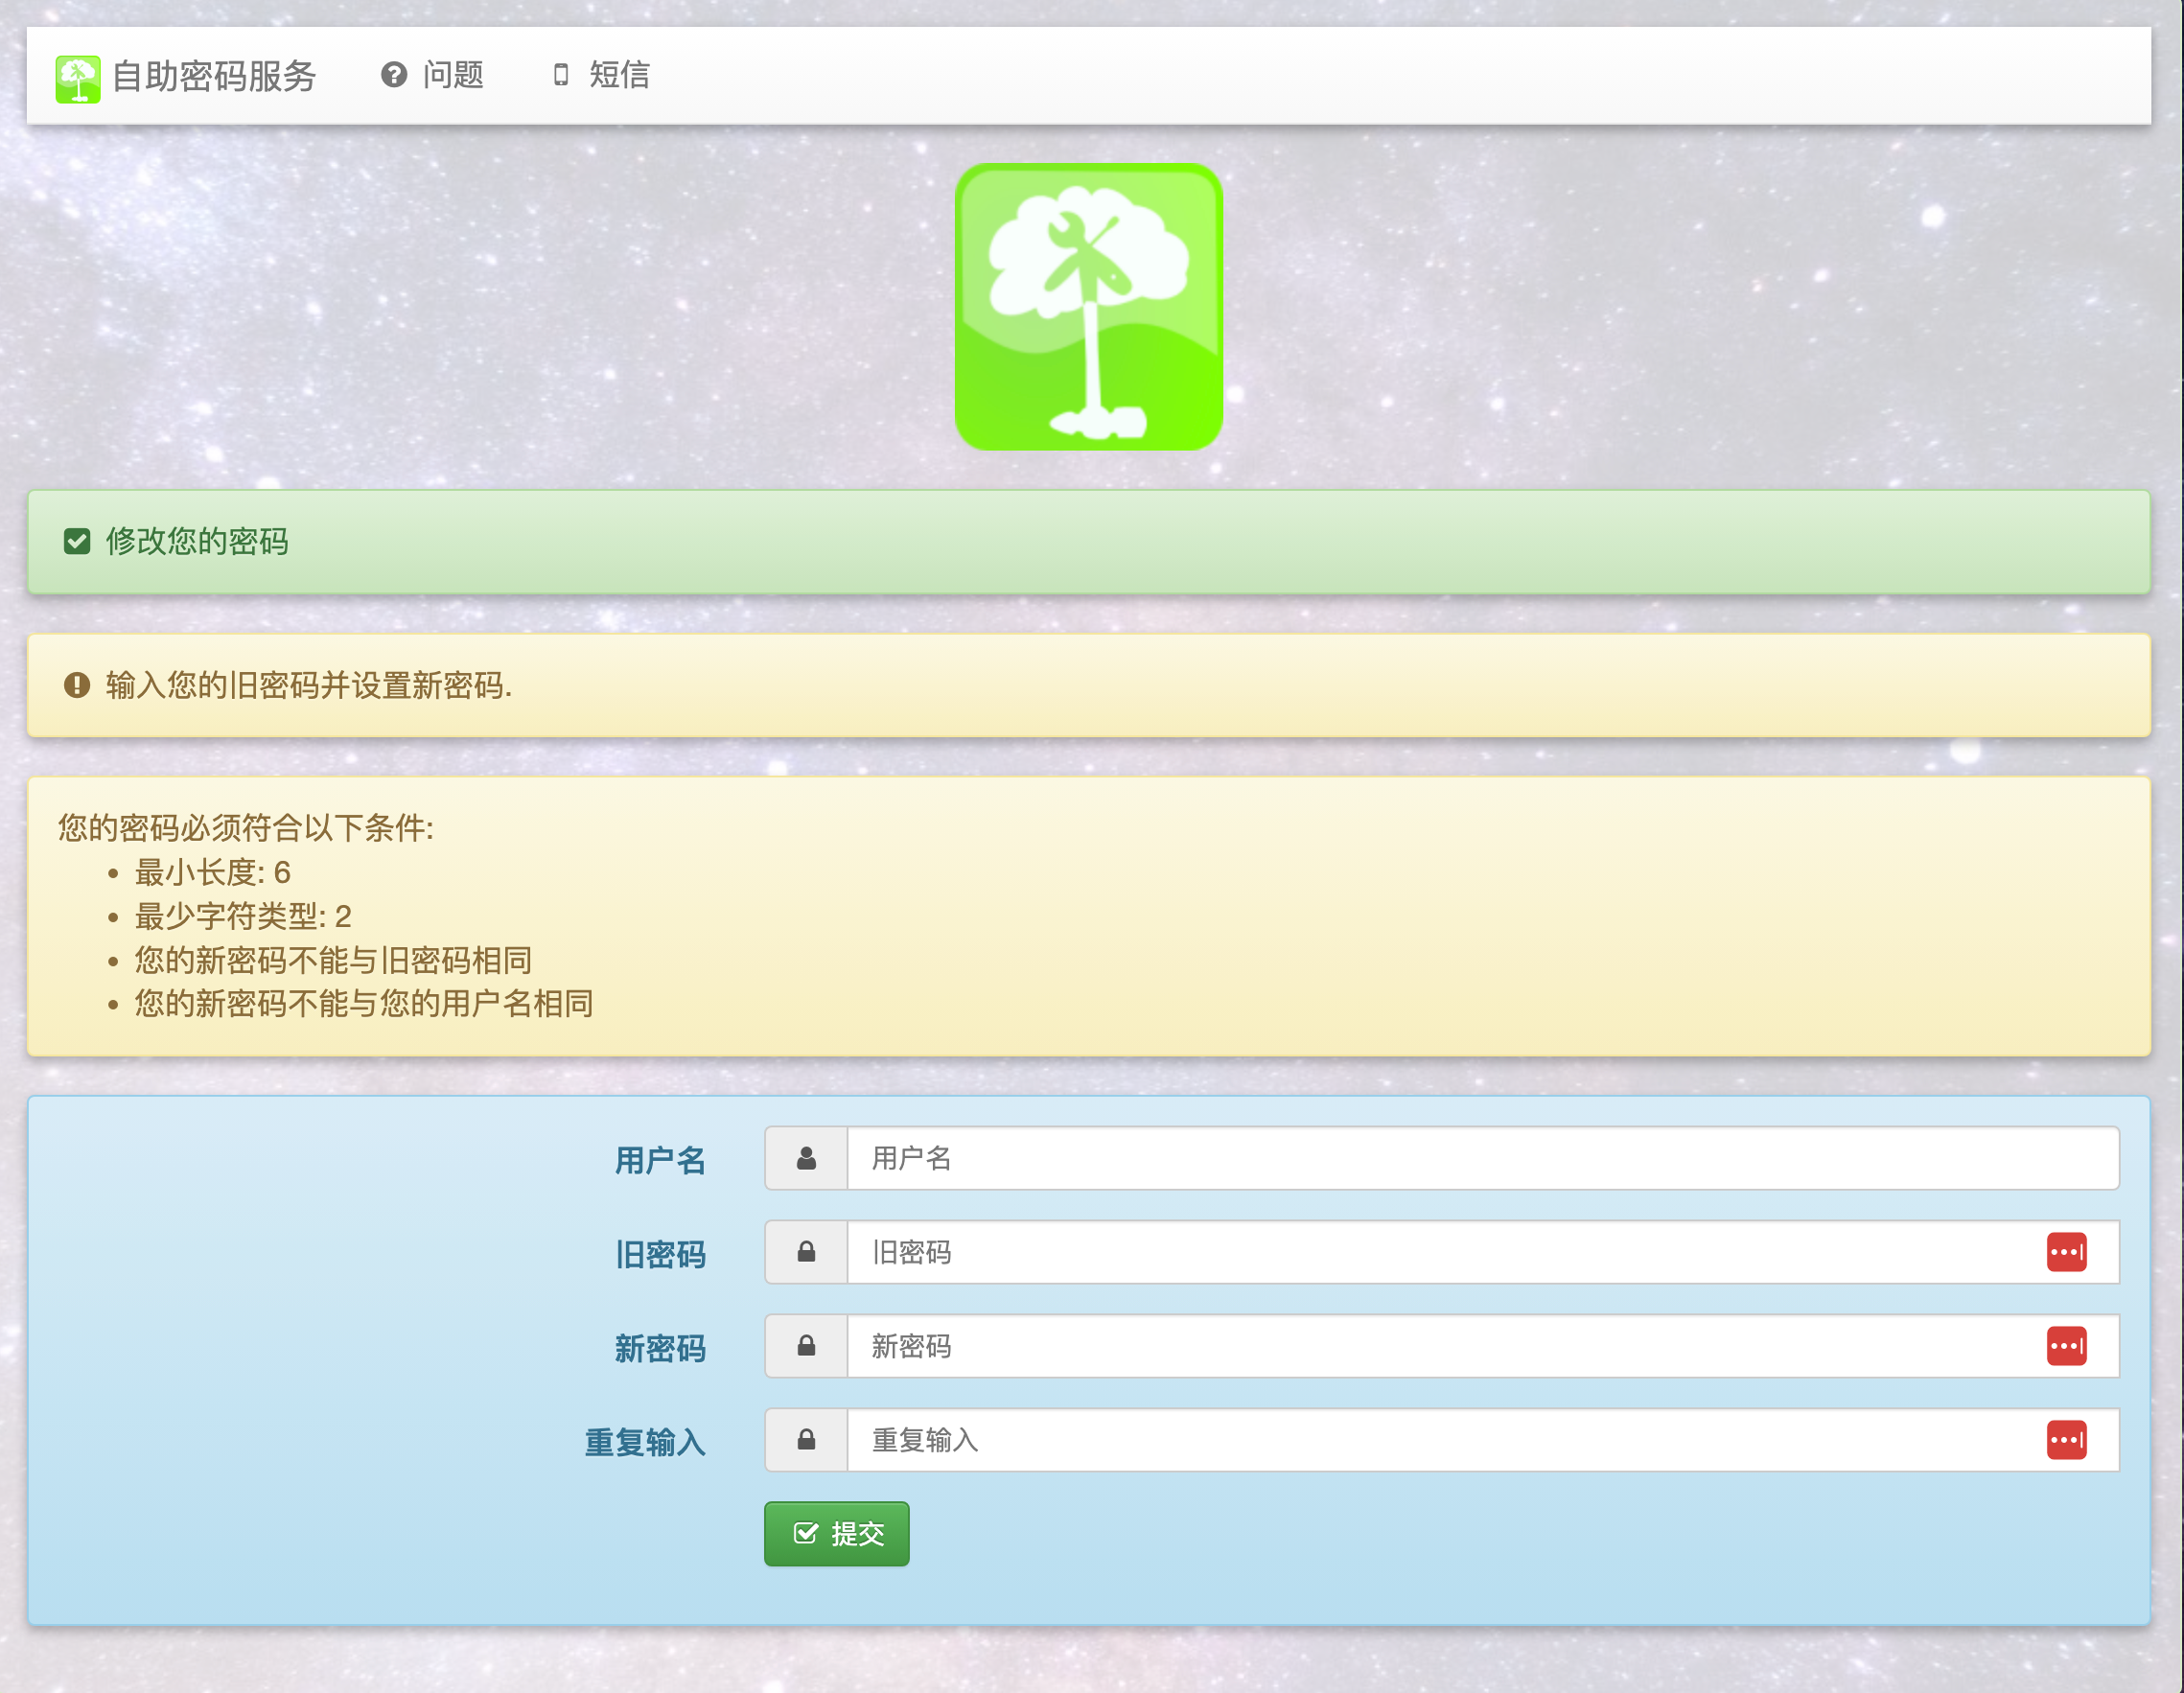 自助密码服务 问题 短信
修改您的密码
输入您的旧密码并设置新密码.
您的密码必须符合以下条件:
• 最小长度: 6
• 最少字符类型: 2
• 您的新密码不能与旧密码相同
• 您的新密码不能与您的用户名相同
用户名 用户名
旧密码 旧密码
新密码 新密码
重复输入 重复输入
提交